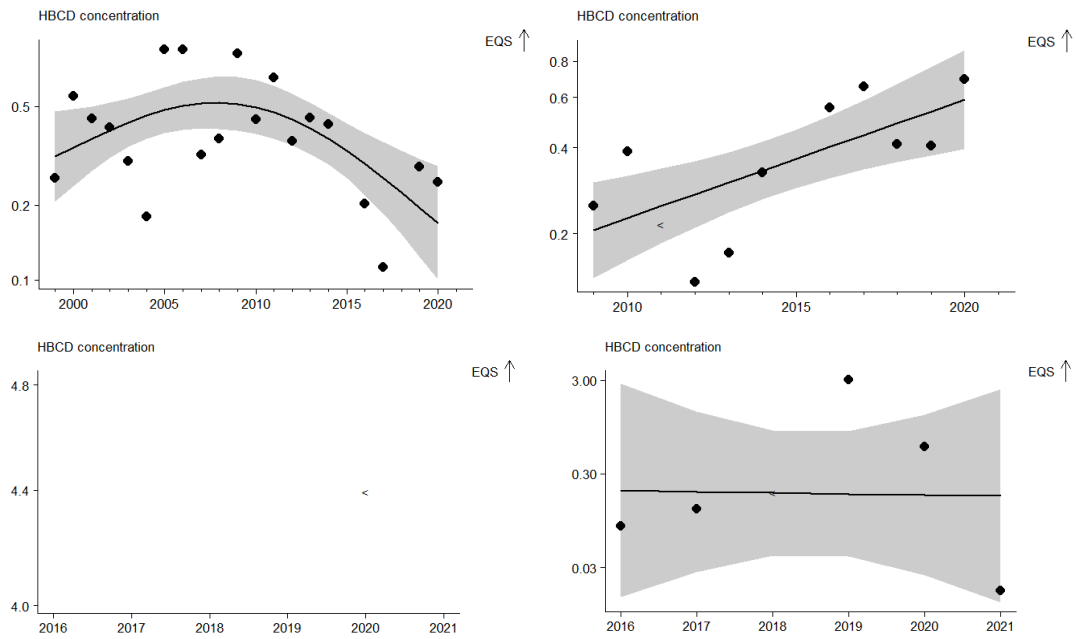 HBCD concentration
EQS
0.5
0.2
0.1
2000 2005 2010 2015 2020
HBCD concentration
EQS
0.8
0.6
0.4
<
0.2
2010 2015 2020
HBCD concentration
EQS
4.8
4.4
<
4.0
2016 2017 2018 2019 2020 2021
HBCD concentration
EQS
3.00
0.30
<
0.03
2016 2017 2018 2019 2020 2021